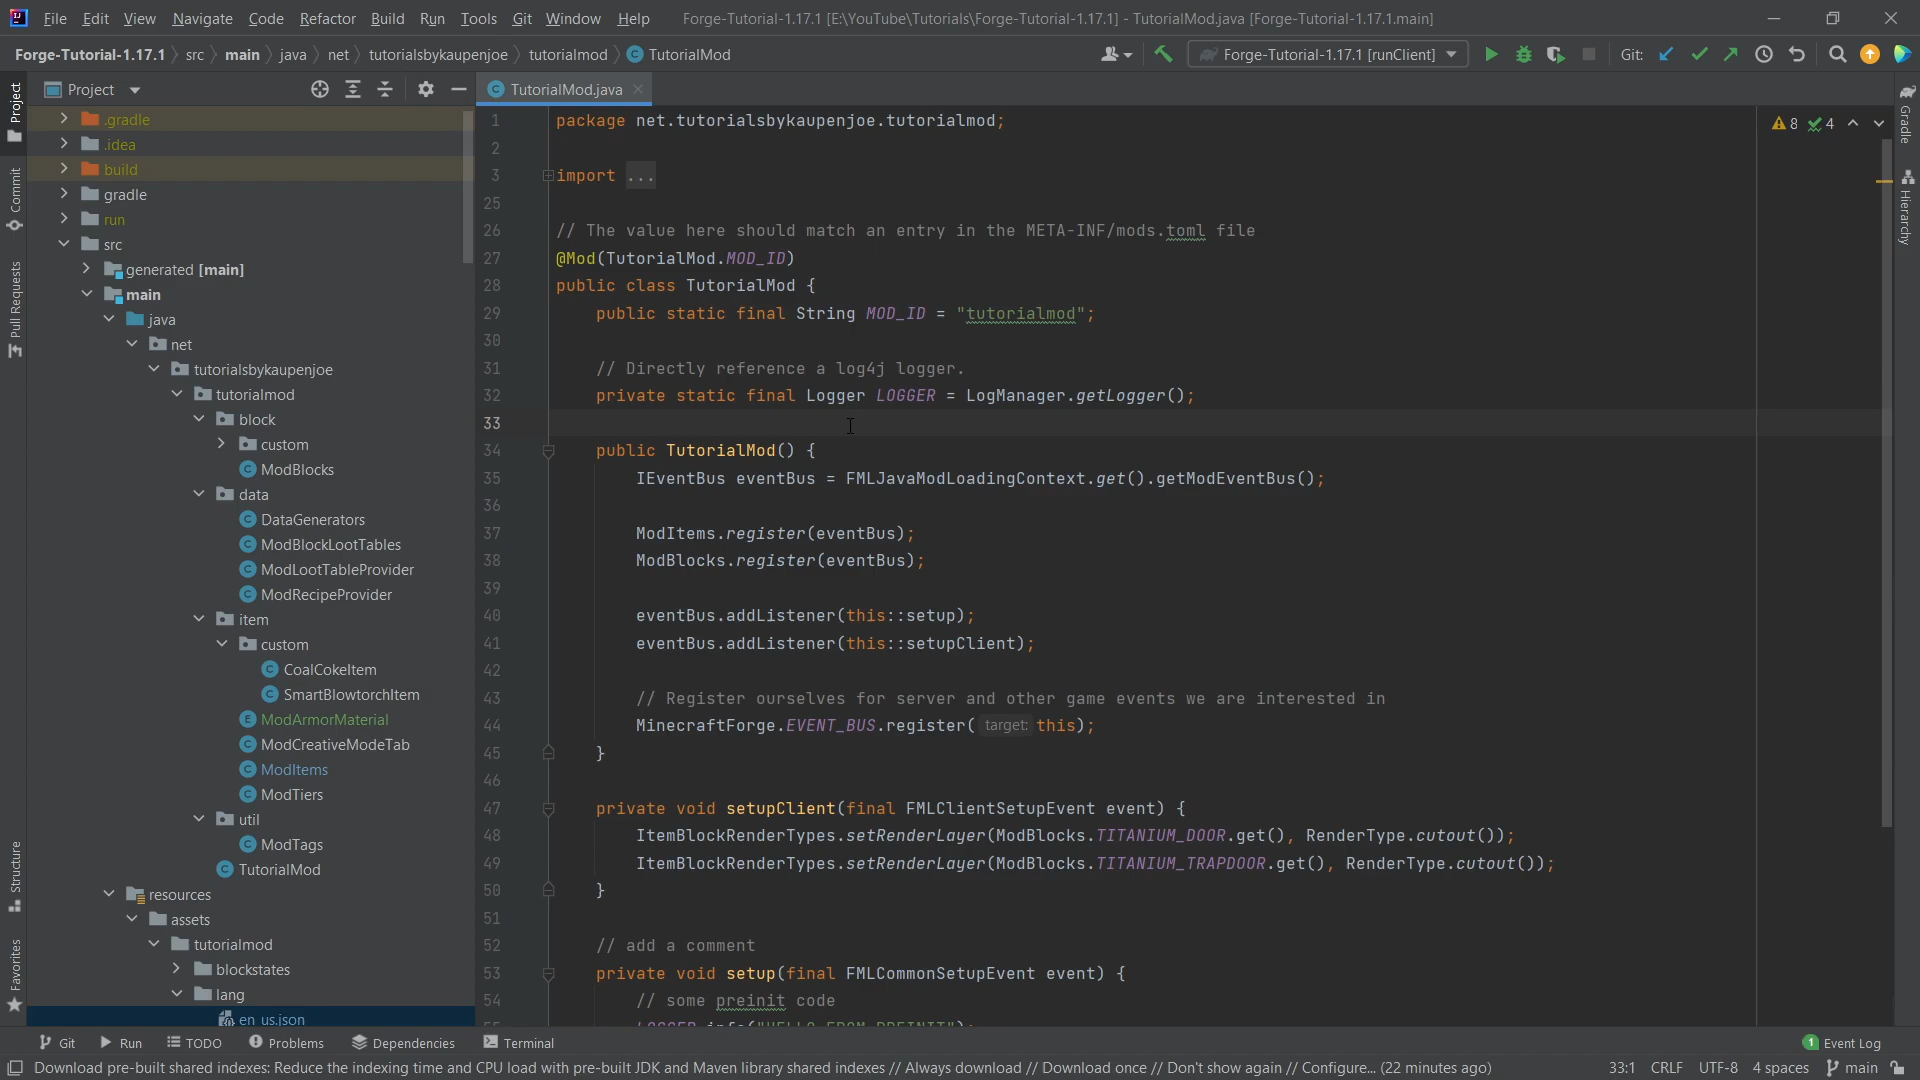 File Edit View Navigate Code Refactor Build Run Tools Git Window Help Forge-Tutorial-1.17.1 [E:\YouTube\Tutorials\Forge-Tutorial-1.17.1] - TutorialMod.java [Forge-Tutorial-1.17.1.main]
Forge-Tutorial-1.17.1 src main java net tutorialsbykaupenjoe tutorialmod TutorialMod Forge-Tutorial-1.17.1 [runClient] Git:
Project
Commit
Pull Requests
Structure
Favorites
Project
.gradle
.idea
build
gradle
run
src
generated [main]
main
java
net
tutorialsbykaupenjoe
tutorialmod
block
custom
ModBlocks
data
DataGenerators
ModBlockLootTables
ModLootTableProvider
ModRecipeProvider
item
custom
CoalCokeItem
SmartBlowtorchItem
ModArmorMaterial
ModCreativeModeTab
ModItems
ModTiers
util
ModTags
TutorialMod
resources
assets
tutorialmod
blockstates
lang
en_us.json
TutorialMod.java
8 4
1 package net.tutorialsbykaupenjoe.tutorialmod;
2
3 import ...
25
26 // The value here should match an entry in the META-INF/mods.toml file
27 @Mod(TutorialMod.MOD_ID)
28 public class TutorialMod {
29 public static final String MOD_ID = "tutorialmod";
30
31 // Directly reference a log4j logger.
32 private static final Logger LOGGER = LogManager.getLogger();
33
34 public TutorialMod() {
35 IEventBus eventBus = FMLJavaModLoadingContext.get().getModEventBus();
36
37 ModItems.register(eventBus);
38 ModBlocks.register(eventBus);
39
40 eventBus.addListener(this::setup);
41 eventBus.addListener(this::setupClient);
42
43 // Register ourselves for server and other game events we are interested in
44 MinecraftForge.EVENT_BUS.register( target: this);
45 }
46
47 private void setupClient(final FMLClientSetupEvent event) {
48 ItemBlockRenderTypes.setRenderLayer(ModBlocks.TITANIUM_DOOR.get(), RenderType.cutout());
49 ItemBlockRenderTypes.setRenderLayer(ModBlocks.TITANIUM_TRAPDOOR.get(), RenderType.cutout());
50 }
51
52 // add a comment
53 private void setup(final FMLCommonSetupEvent event) {
54 // some preinit code
55 LOGGER.info("HELLO FROM PREINIT");
Gradle
Hierarchy
Git Run TODO Problems Dependencies Terminal 1 Event Log
Download pre-built shared indexes: Reduce the indexing time and CPU load with pre-built JDK and Maven library shared indexes // Always download // Download once // Don't show again // Configure... (22 minutes ago) 33:1 CRLF UTF-8 4 spaces main